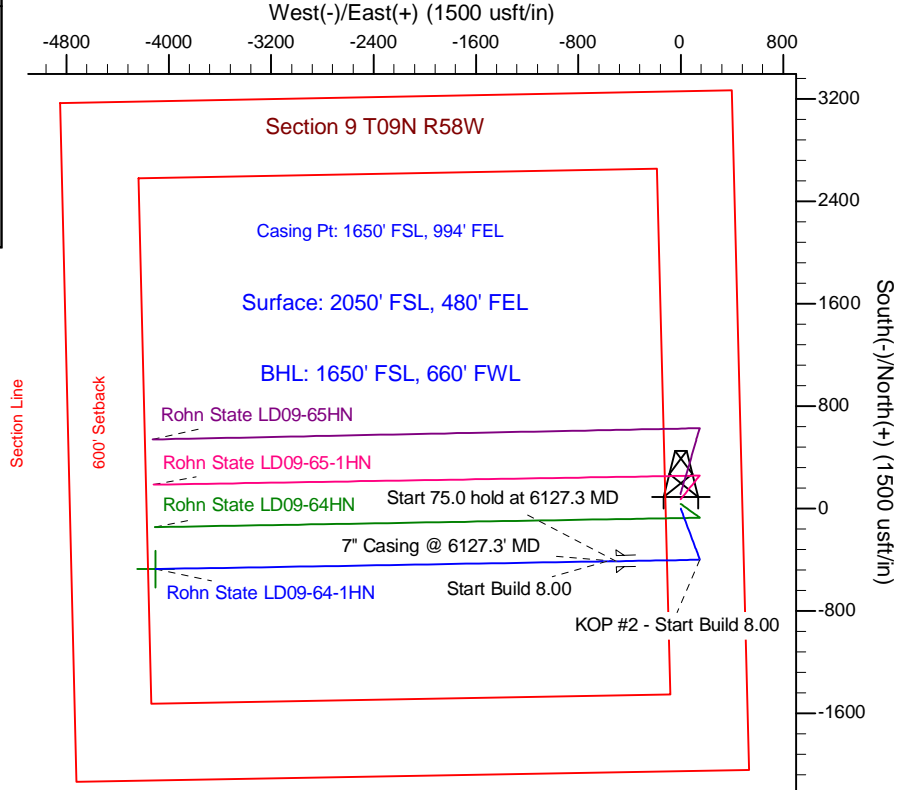 West(-)/East(+) (1500 usft/in)
-4800 -4000 -3200 -2400 -1600 -800 0 800
Section 9 T09N R58W
3200
2400
1600
800
0
-800
-1600
South(-)/North(+) (1500 usft/in)
Casing Pt: 1650' FSL, 994' FEL
Surface: 2050' FSL, 480' FEL
BHL: 1650' FSL, 660' FWL
Section Line
600' Setback
Rohn State LD09-65HN
Rohn State LD09-65-1HN
Rohn State LD09-64HN
Start 75.0 hold at 6127.3 MD
7" Casing @ 6127.3' MD
Start Build 8.00
Rohn State LD09-64-1HN
KOP #2 - Start Build 8.00